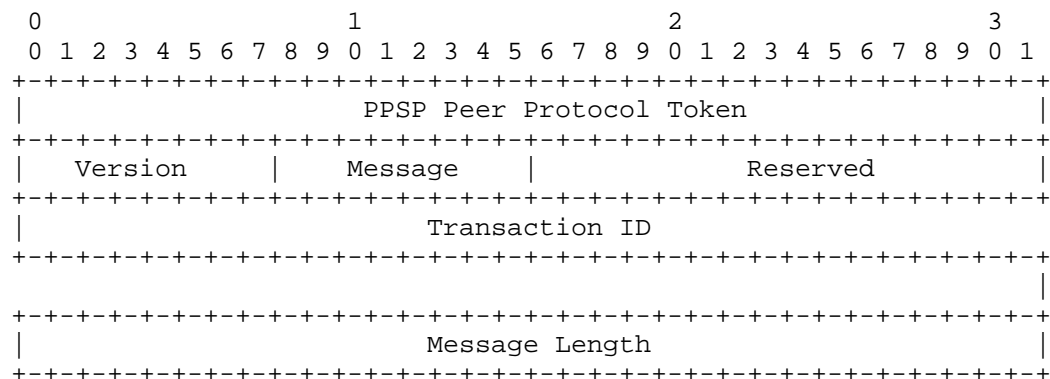 0                   1                   2                   3
 0 1 2 3 4 5 6 7 8 9 0 1 2 3 4 5 6 7 8 9 0 1 2 3 4 5 6 7 8 9 0 1
+-+-+-+-+-+-+-+-+-+-+-+-+-+-+-+-+-+-+-+-+-+-+-+-+-+-+-+-+-+-+-+-+
|                     PPSP Peer Protocol Token                  |
+-+-+-+-+-+-+-+-+-+-+-+-+-+-+-+-+-+-+-+-+-+-+-+-+-+-+-+-+-+-+-+-+
|   Version     |    Message    |             Reserved          |
+-+-+-+-+-+-+-+-+-+-+-+-+-+-+-+-+-+-+-+-+-+-+-+-+-+-+-+-+-+-+-+-+
|                         Transaction ID
+-+-+-+-+-+-+-+-+-+-+-+-+-+-+-+-+-+-+-+-+-+-+-+-+-+-+-+-+-+-+-+-+
                                                                |
+-+-+-+-+-+-+-+-+-+-+-+-+-+-+-+-+-+-+-+-+-+-+-+-+-+-+-+-+-+-+-+-+
|                         Message Length                        |
+-+-+-+-+-+-+-+-+-+-+-+-+-+-+-+-+-+-+-+-+-+-+-+-+-+-+-+-+-+-+-+-+